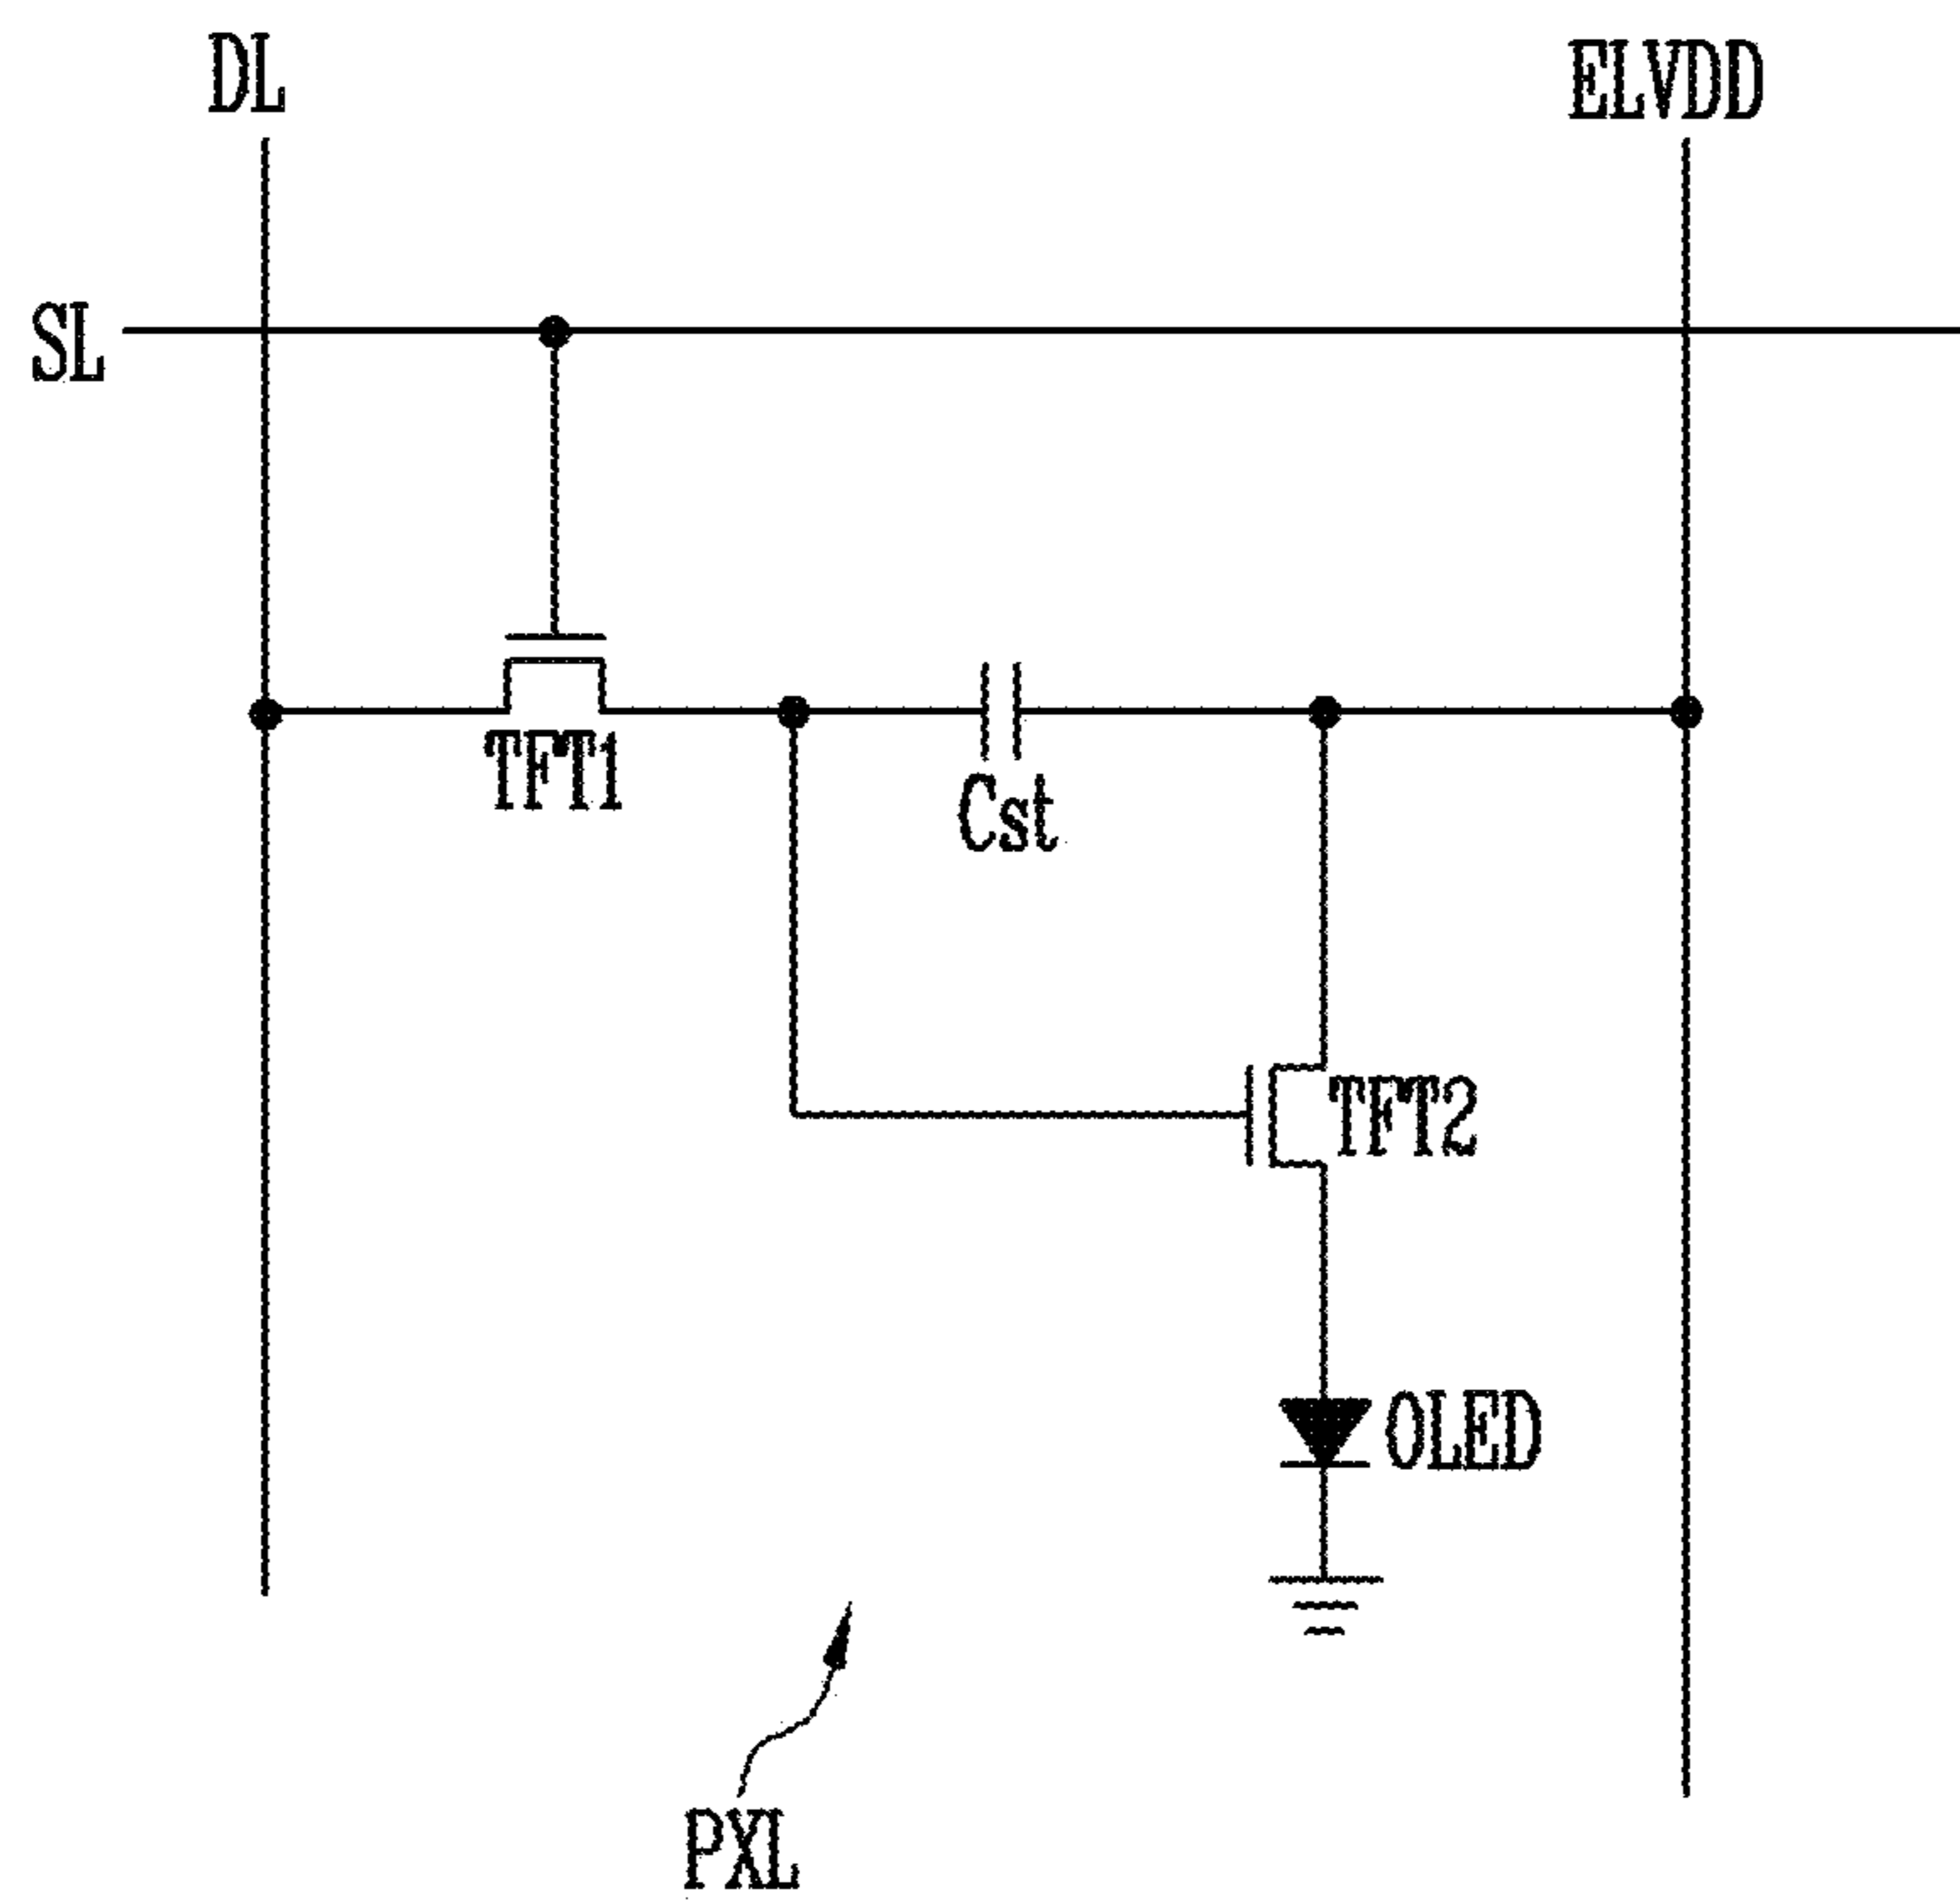 DL
ELVDD
SL
TFT1
Cst
TFT2
OLED
PXL